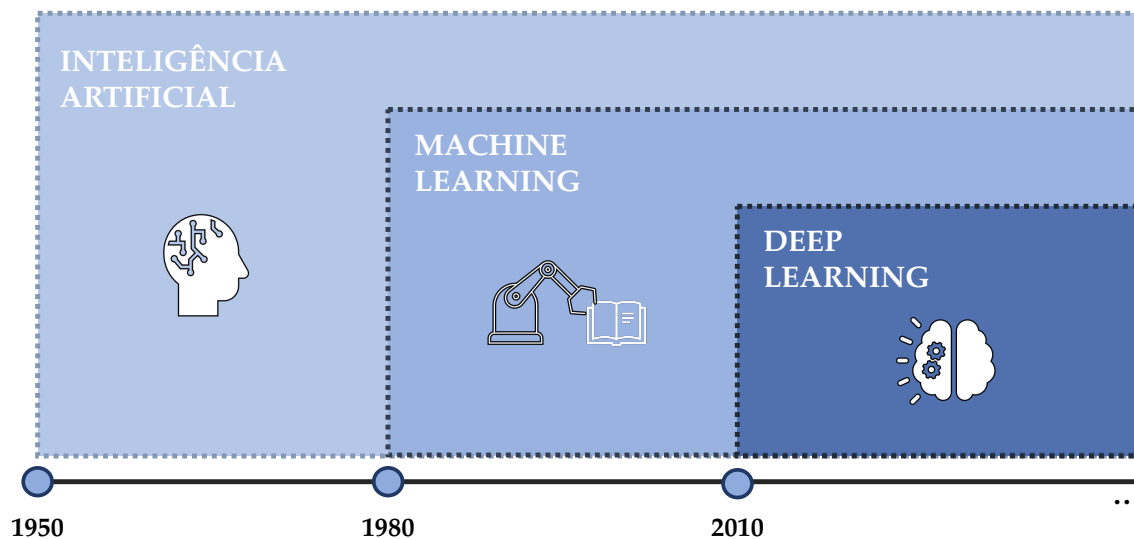 INTELIGÊNCIA
ARTIFICIAL
MACHINE
LEARNING
DEEP
LEARNING
1950
1980
2010
..